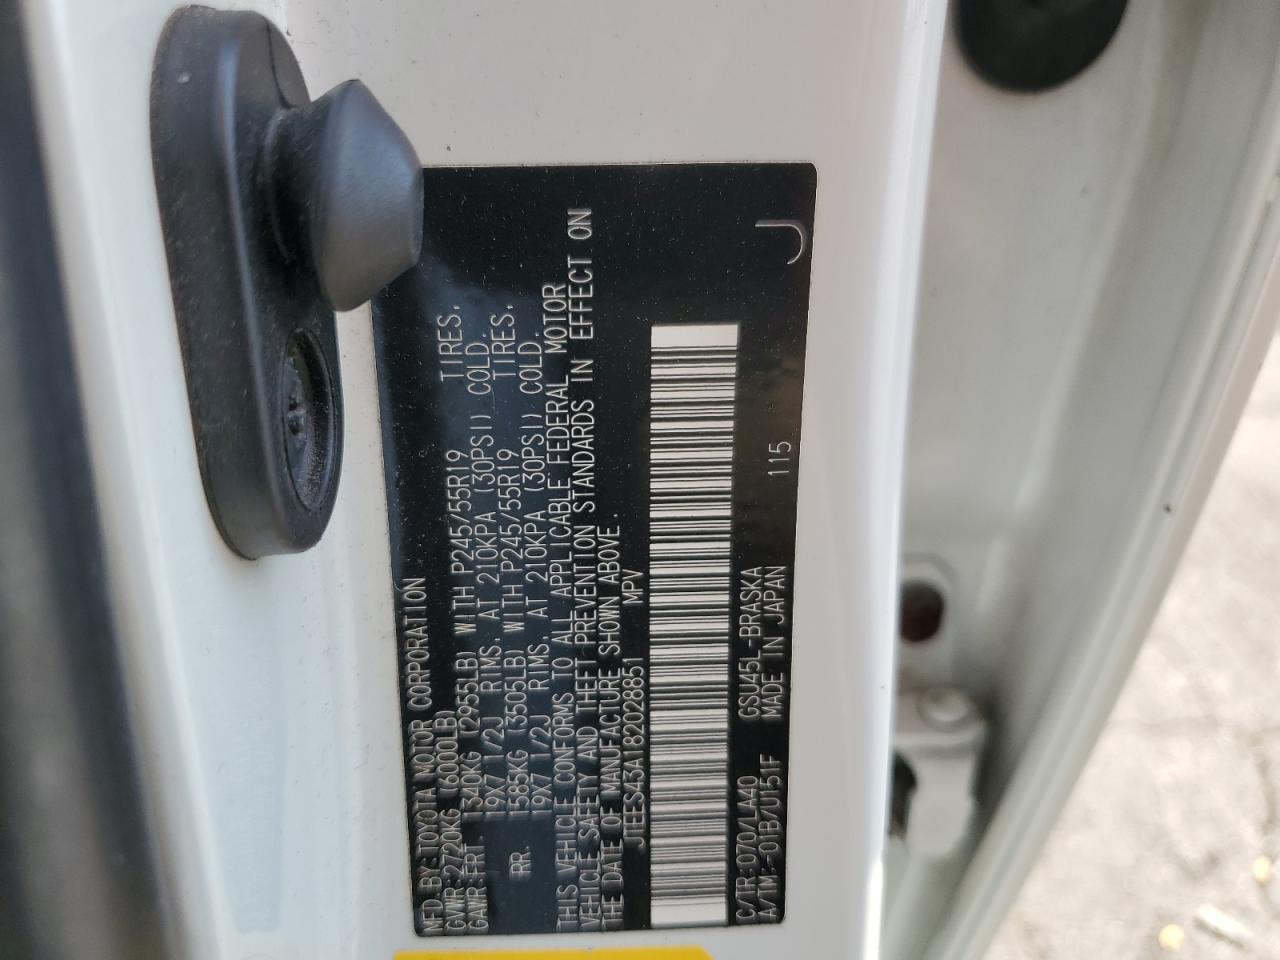 MFD BY: TOYOTA MOTOR CORPORATION
GVWR: 2720KG (6000LB)
GAWR: FRT. 1340KG (2955LB) WITH P245/55R19 TIRES,
19X7 1/2J RIMS, AT 210KPA (30PSI) COLD.
RR. 1585KG (3505LB) WITH P245/55R19 TIRES,
19X7 1/2J RIMS, AT 210KPA (30PSI) COLD.
THIS VEHICLE CONFORMS TO ALL APPLICABLE FEDERAL MOTOR
VEHICLE SAFETY AND THEFT PREVENTION STANDARDS IN EFFECT ON
THE DATE OF MANUFACTURE SHOWN ABOVE.
JTEES43A182028851 MPV
C/TR:070/LA40 GSU45L-BRASKA
A/TM:-01B/U151F MADE IN JAPAN 115
J